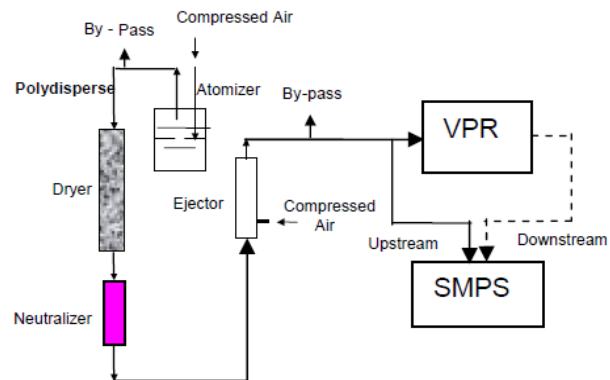 Compressed Air
By - Pass
Polydisperse
Atomizer
By-pass
VPR
Dryer
Ejector
Compressed
Air
Upstream
Downstream
SMPS
Neutralizer